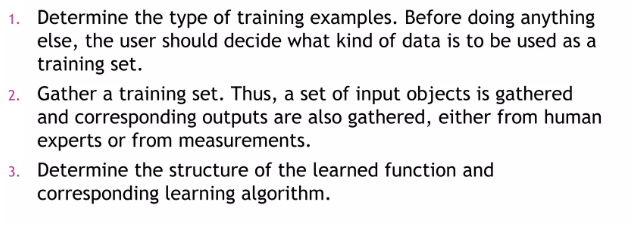 1. Determine the type of training examples. Before doing anything
else, the user should decide what kind of data is to be used as a
training set.
2. Gather a training set. Thus, a set of input objects is gathered
and corresponding outputs are also gathered, either from human
experts or from measurements.
3. Determine the structure of the learned function and
corresponding learning algorithm.